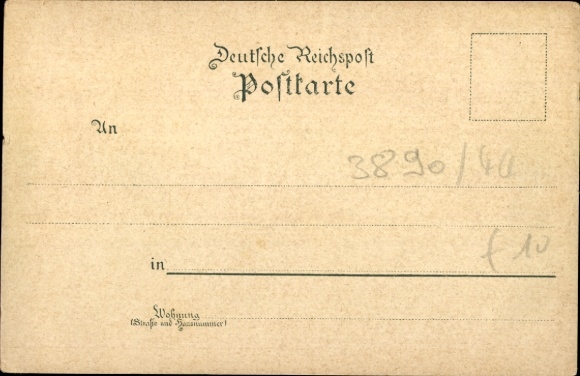 Deutsche Reichspost
Postkarte
An
3890/40
f 10
in
Wohnung
(Straße und Hausnummer)